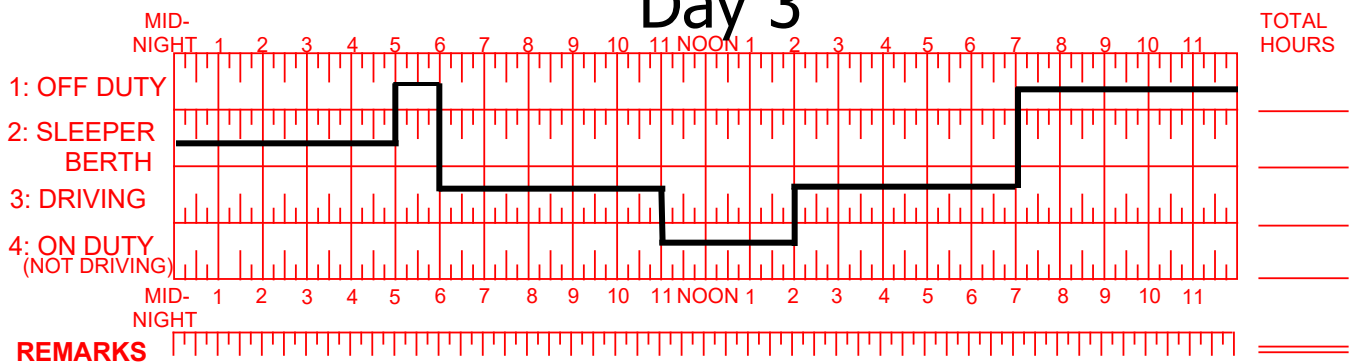 Day 3
MID-
NIGHT 1 2 3 4 5 6 7 8 9 10 11 NOON 1 2 3 4 5 6 7 8 9 10 11
TOTAL
HOURS
1: OFF DUTY
2: SLEEPER
BERTH
3: DRIVING
4: ON DUTY
(NOT DRIVING)
MID-
NIGHT
1 2 3 4 5 6 7 8 9 10 11 NOON 1 2 3 4 5 6 7 8 9 10 11
REMARKS